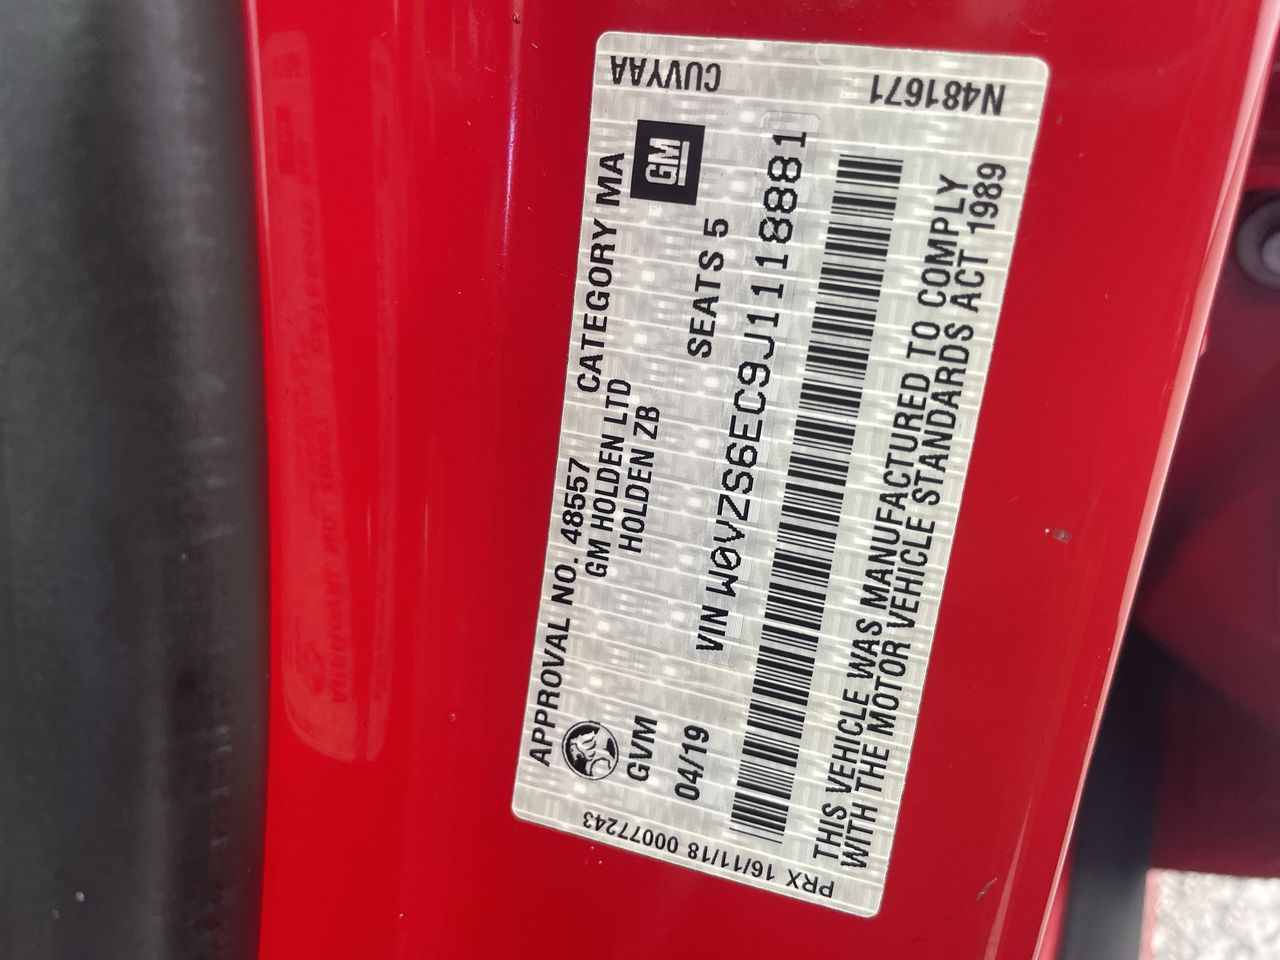 APPROVAL NO. 48557 CATEGORY MA
GM HOLDEN LTD
HOLDEN ZB
GM
GVM
SEATS 5
04/19
VIN W0VZS6EC9J1118881
THIS VEHICLE WAS MANUFACTURED TO COMPLY
WITH THE MOTOR VEHICLE STANDARDS ACT 1989
CUVYAA
N481671
PRX 16/11/18 00077243